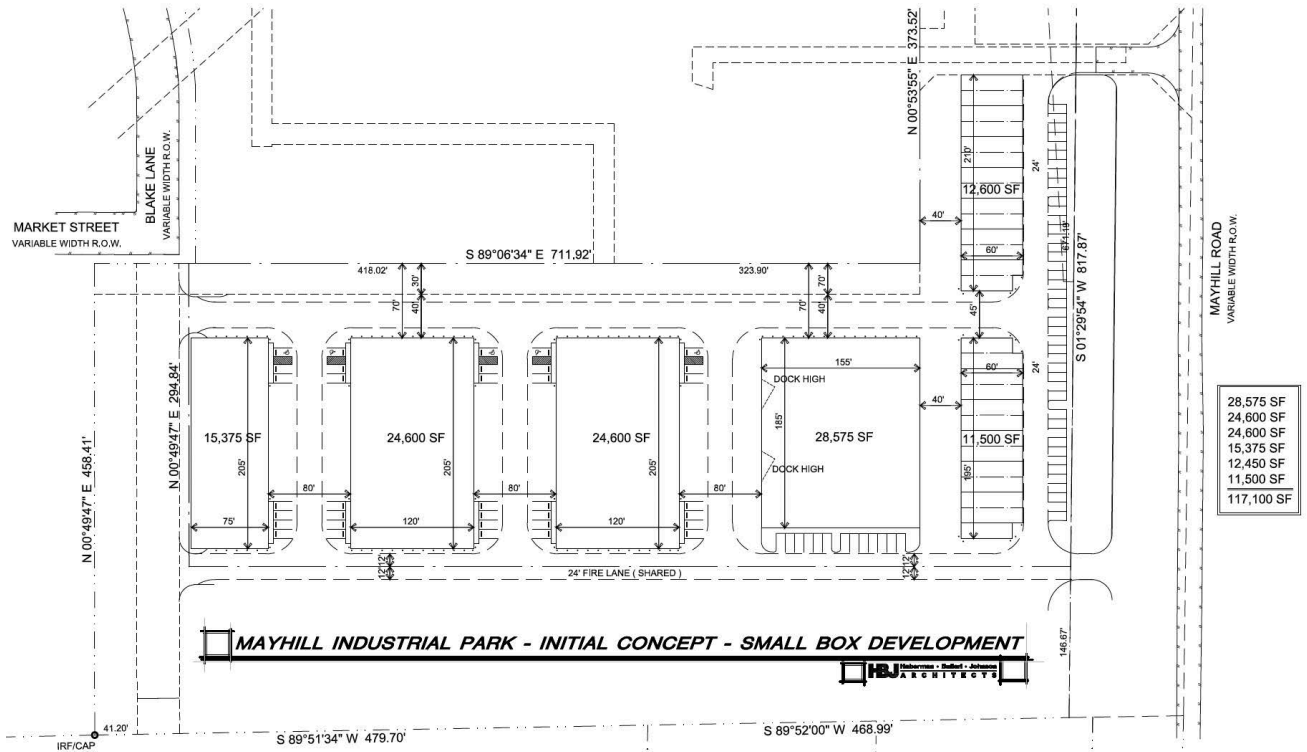 N 00°53'55" E 373.52'
BLAKE LANE
VARIABLE WIDTH R.O.W.
MARKET STREET
VARIABLE WIDTH R.O.W.
MAYHILL ROAD
VARIABLE WIDTH R.O.W.
210'
12,600 SF
24'
40'
60'
S 01°29'54" W 817.87'
S 89°06'34" E 711.92'
418.02'
323.90'
30'
70'
40'
70'
70'
40'
45'
N 00°49'47" E 458.41'
N 00°49'47" E 294.84'
15,375 SF
205'
75'
80'
24,600 SF
205'
120'
80'
24,600 SF
205'
120'
80'
155'
DOCK HIGH
185'
28,575 SF
DOCK HIGH
40'
60'
24'
11,500 SF
195'
28,575 SF
24,600 SF
24,600 SF
15,375 SF
12,450 SF
11,500 SF
117,100 SF
12'
12'
24' FIRE LANE ( SHARED )
12'
12'
MAYHILL INDUSTRIAL PARK - INITIAL CONCEPT - SMALL BOX DEVELOPMENT
HBJ
ARCHITECTS
146.67'
41.20'
IRF/CAP
S 89°51'34" W 479.70'
S 89°52'00" W 468.99'